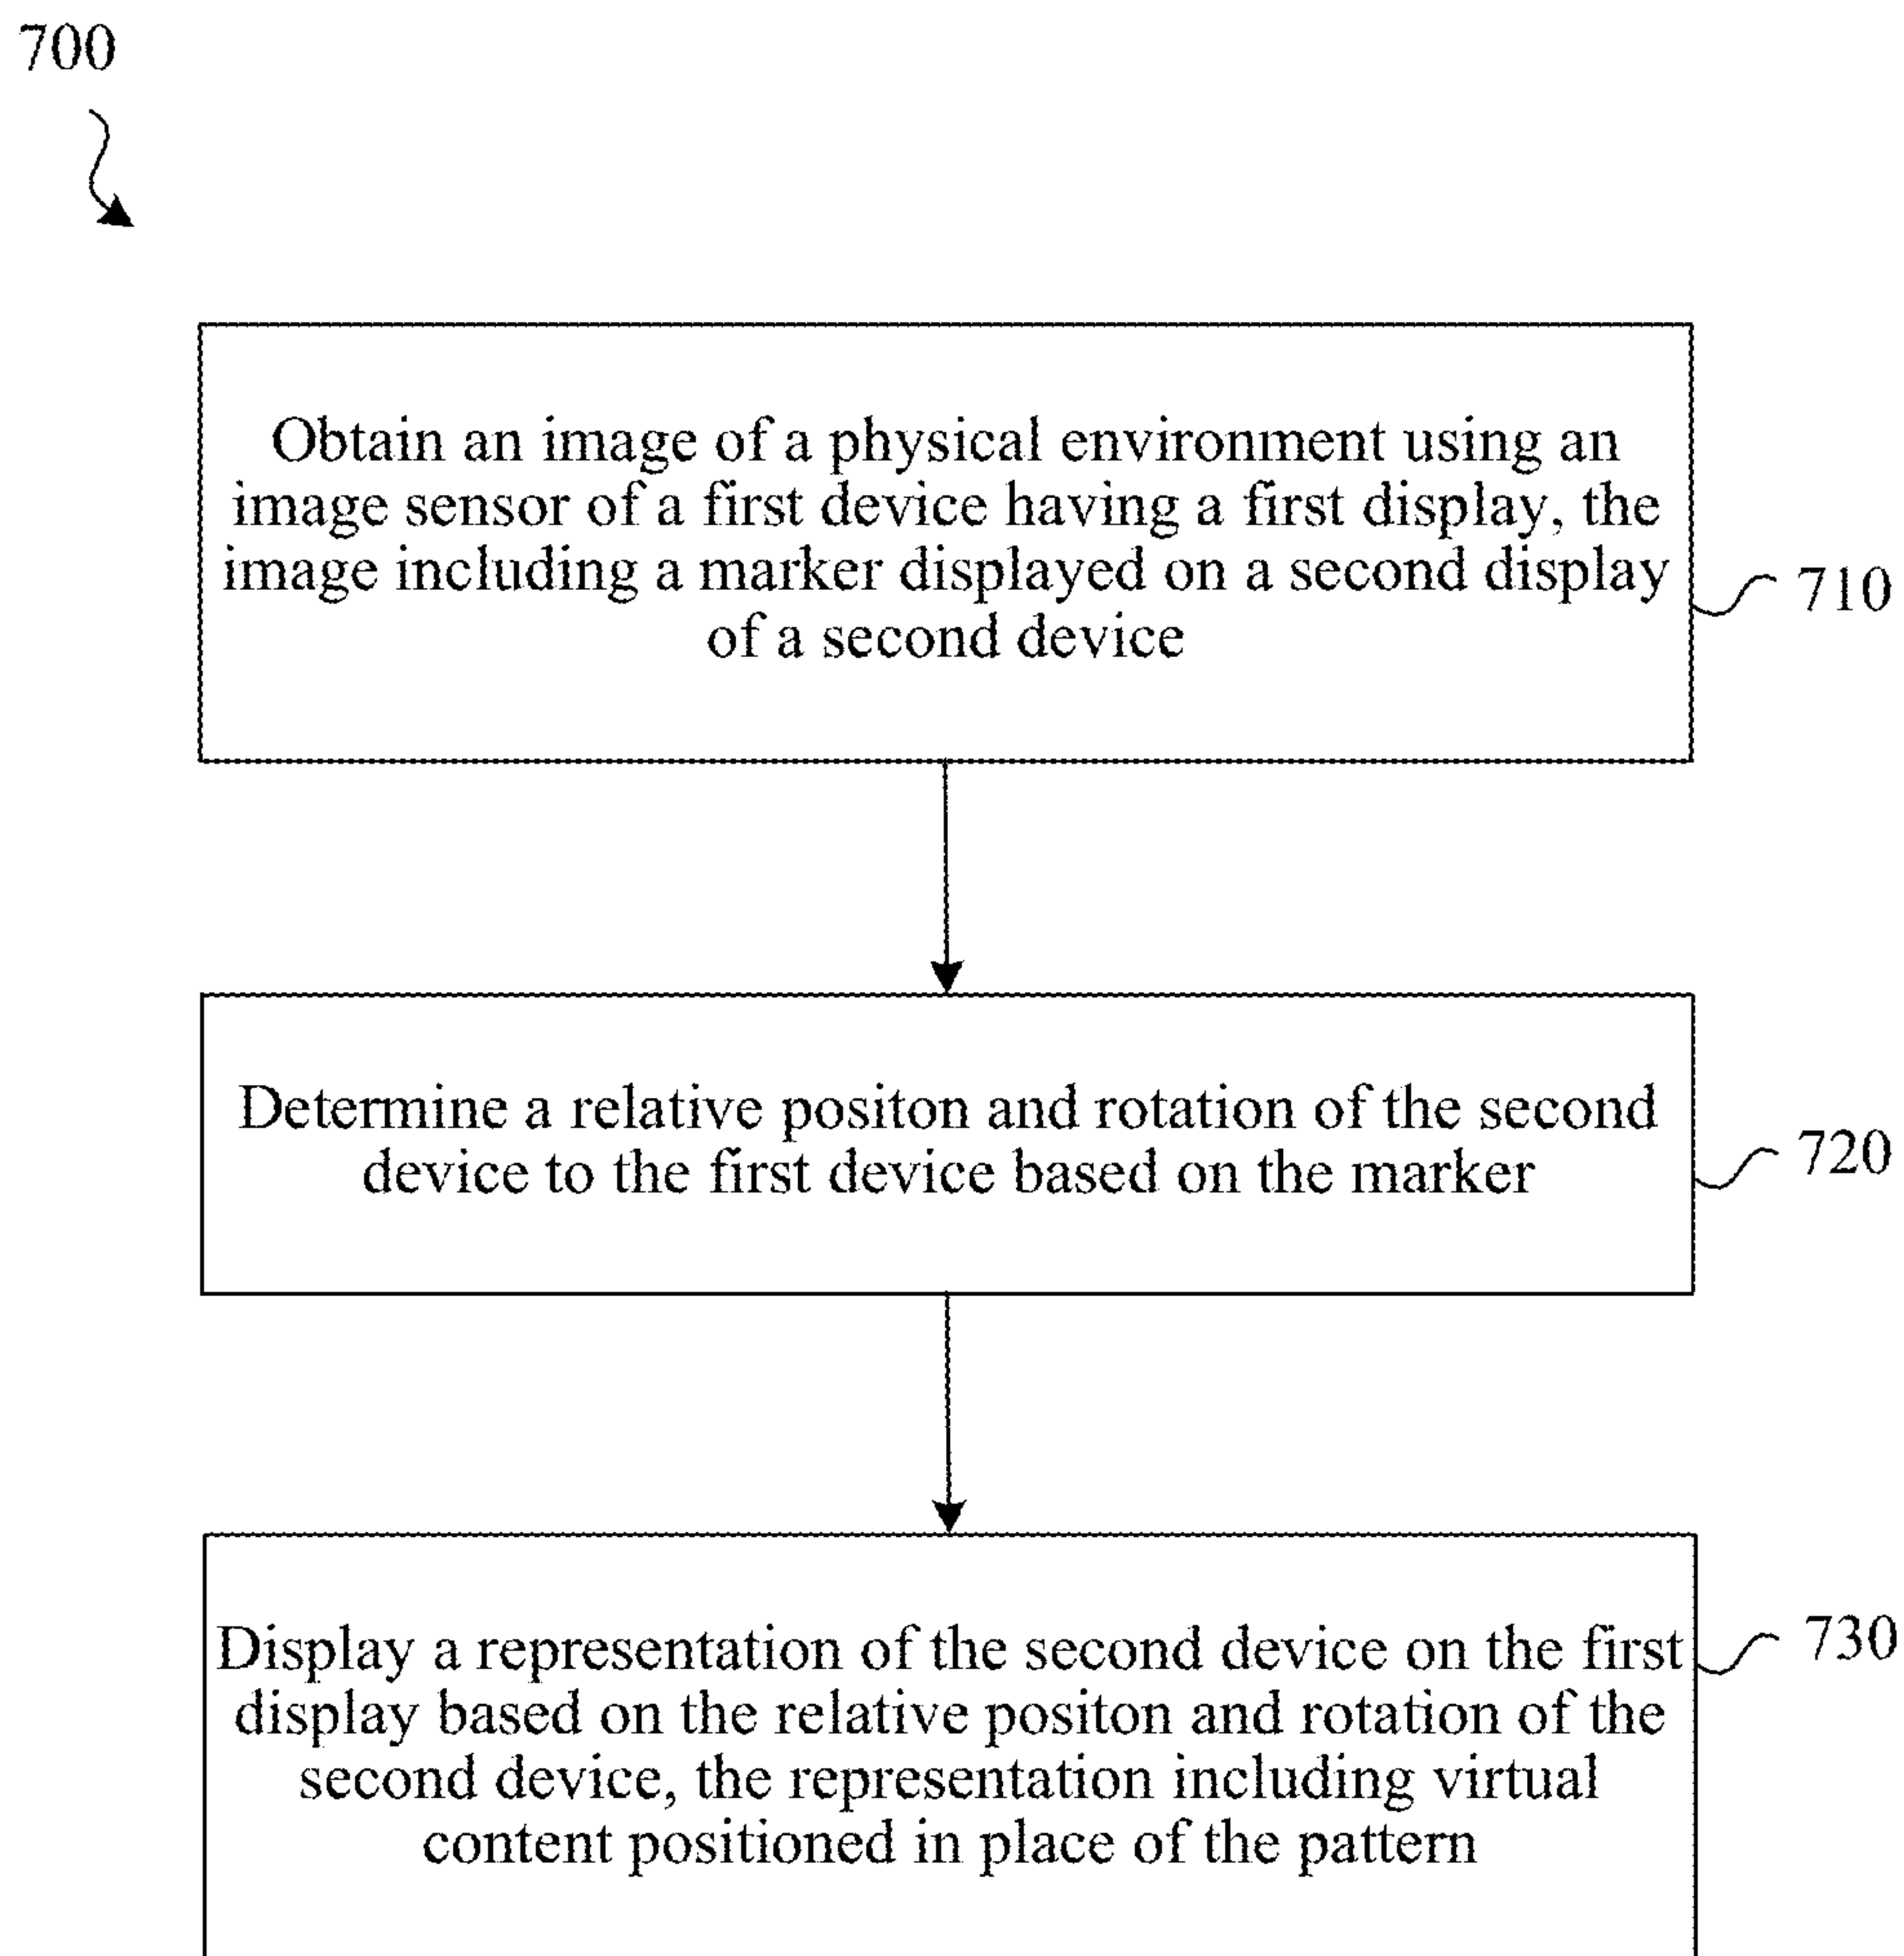 700
Obtain an image of a physical environment using an
image sensor of a first device having a first display, the
image including a marker displayed on a second display
of a second device
710
Determine a relative positon and rotation of the second
device to the first device based on the marker
720
Display a representation of the second device on the first
display based on the relative positon and rotation of the
second device, the representation including virtual
content positioned in place of the pattern
730